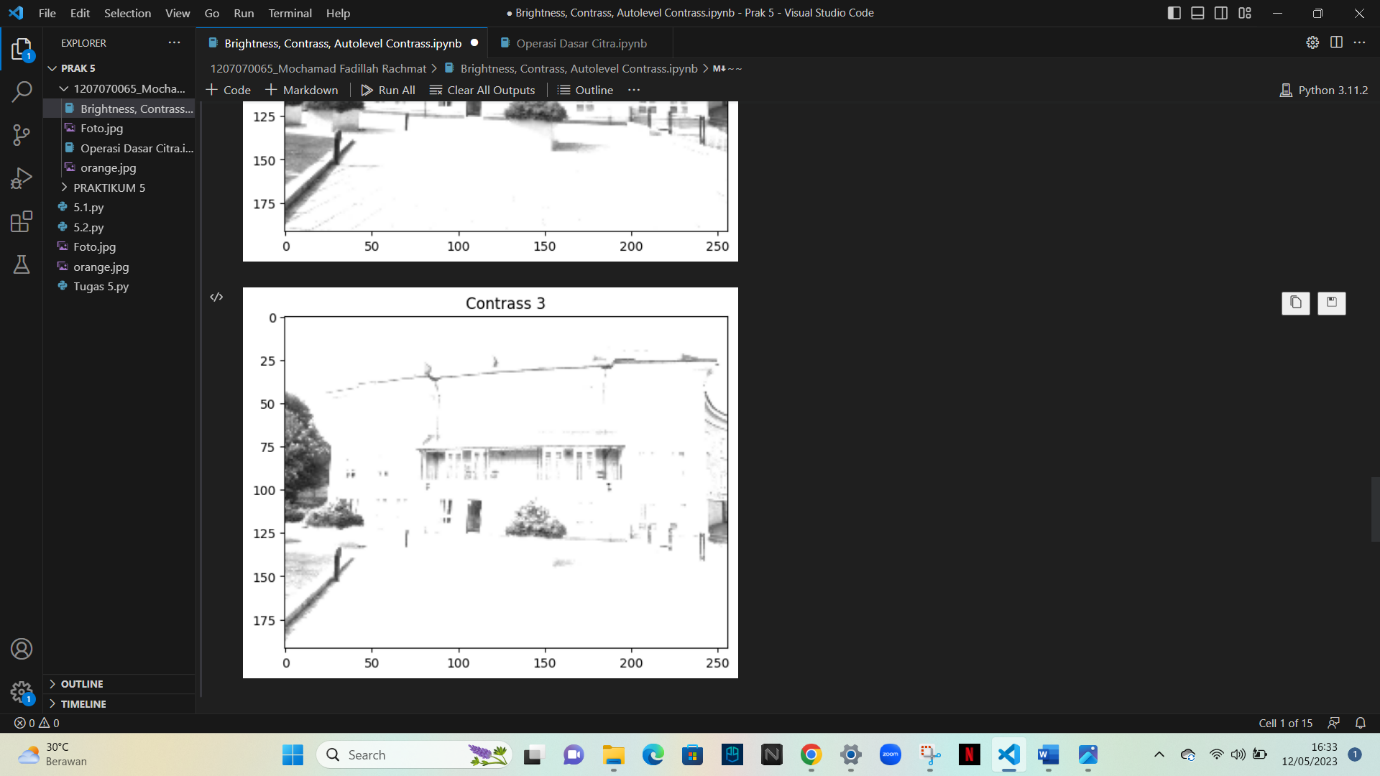 File Edit Selection View Go Run Terminal Help
● Brightness, Contrass, Autolevel Contrass.ipynb - Prak 5 - Visual Studio Code
EXPLORER
Brightness, Contrass, Autolevel Contrass.ipynb ●
Operasi Dasar Citra.ipynb
1
PRAK 5
1207070065_Mochamad Fadillah Rachmat > Brightness, Contrass, Autolevel Contrass.ipynb > M↓~~
1207070065_Mocha...
+ Code + Markdown Run All Clear All Outputs Outline ...
Python 3.11.2
Brightness, Contrass...
Foto.jpg
Operasi Dasar Citra.i...
orange.jpg
PRAKTIKUM 5
5.1.py
5.2.py
Foto.jpg
orange.jpg
Tugas 5.py
125
150
175
0 50 100 150 200 250
Contrass 3
0
25
50
75
100
125
150
175
0 50 100 150 200 250
1
OUTLINE
TIMELINE
0 0
Cell 1 of 15
30°C
Berawan
Search
zoom
N
W
16:33
12/05/2023
1